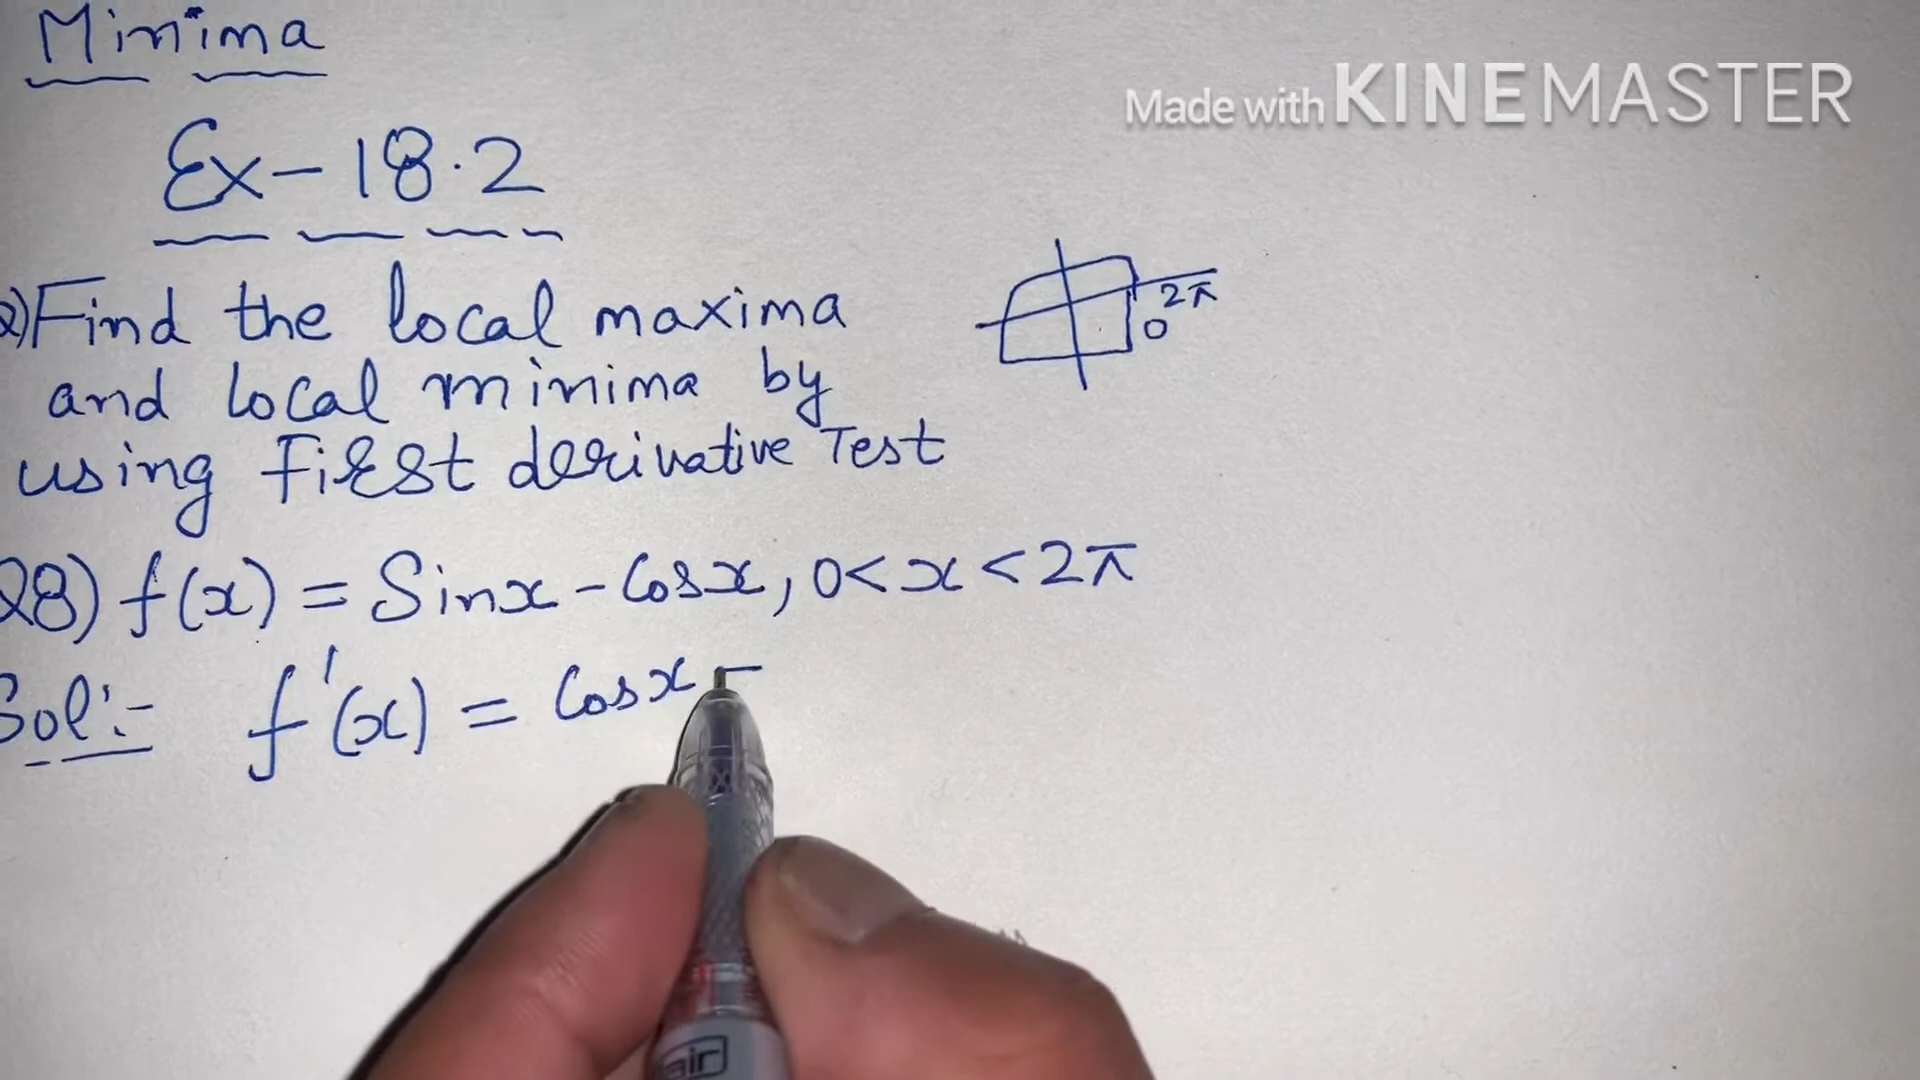 Minima
Made with KINEMASTER
Ex-18.2
2π
0
2) Find the local maxima
and local minima by
using First derivative Test
28) f(x) = Sinx - Cosx, 0 < x < 2π
Sol':- f'(x) = Cosx -